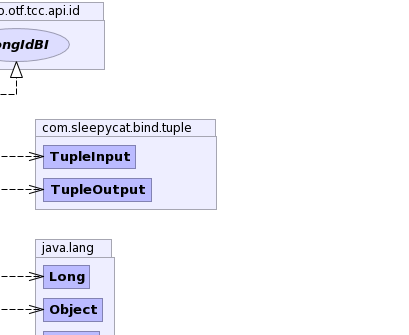 o.otf.tcc.api.id
ongIdBI
com.sleepycat.bind.tuple
TupleInput
TupleOutput
java.lang
Long
Object